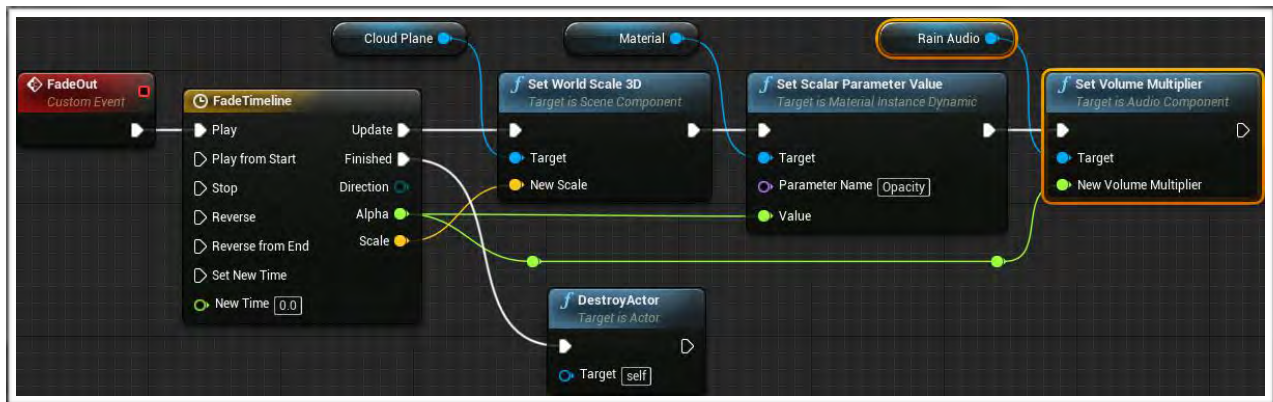 Cloud Plane
Material
Rain Audio
FadeOut
Custom Event
FadeTimeline
Play
Update
Play from Start
Finished
Stop
Direction
Reverse
Alpha
Reverse from End
Scale
Set New Time
New Time 0.0
Set World Scale 3D
Target is Scene Component
Target
New Scale
Set Scalar Parameter Value
Target is Material Instance Dynamic
Target
Parameter Name Opacity
Value
Set Volume Multiplier
Target is Audio Component
Target
New Volume Multiplier
DestroyActor
Target is Actor
Target self